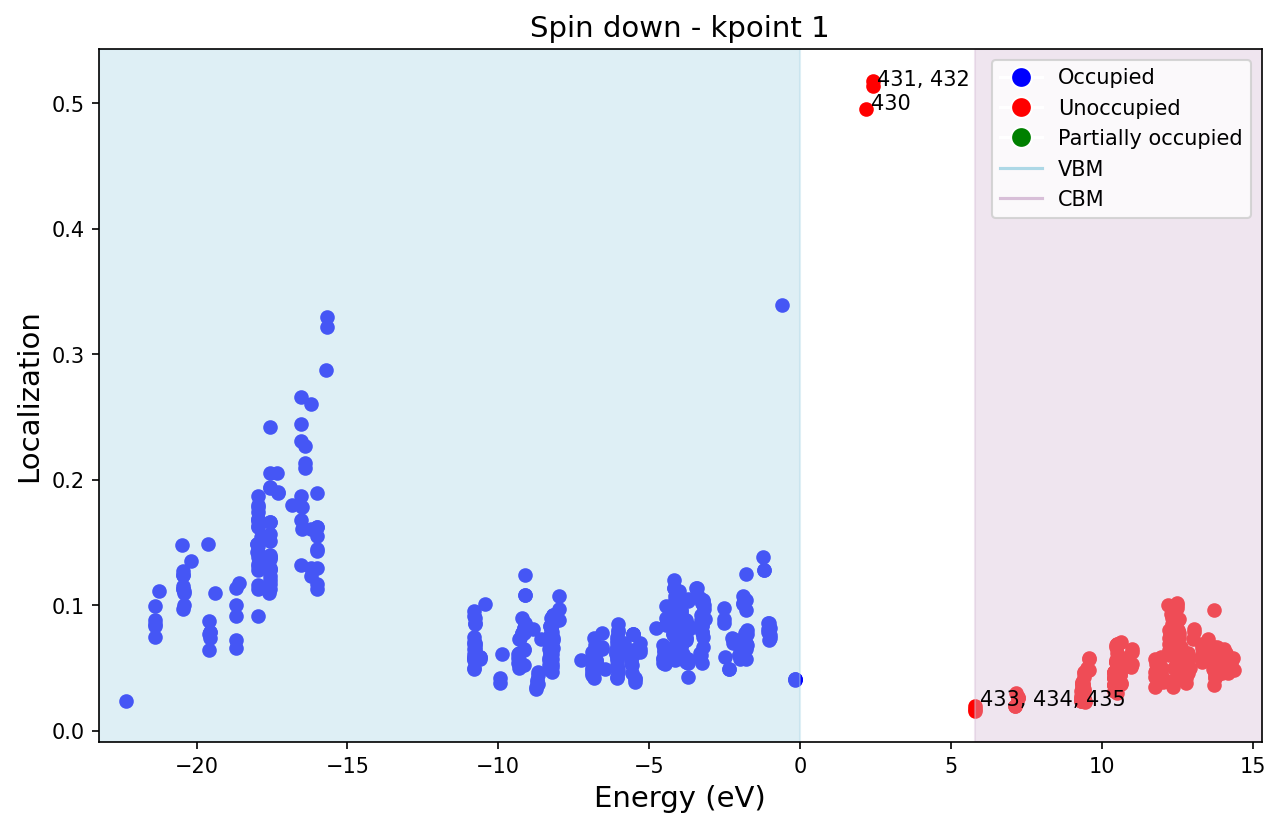 Spin down - kpoint 1
431, 432
430
433, 434, 435
Occupied
Unoccupied
Partially occupied
VBM
CBM
Localization
0.5
0.4
0.3
0.2
0.1
0.0
−20
−15
−10
−5
0
5
10
15
Energy (eV)